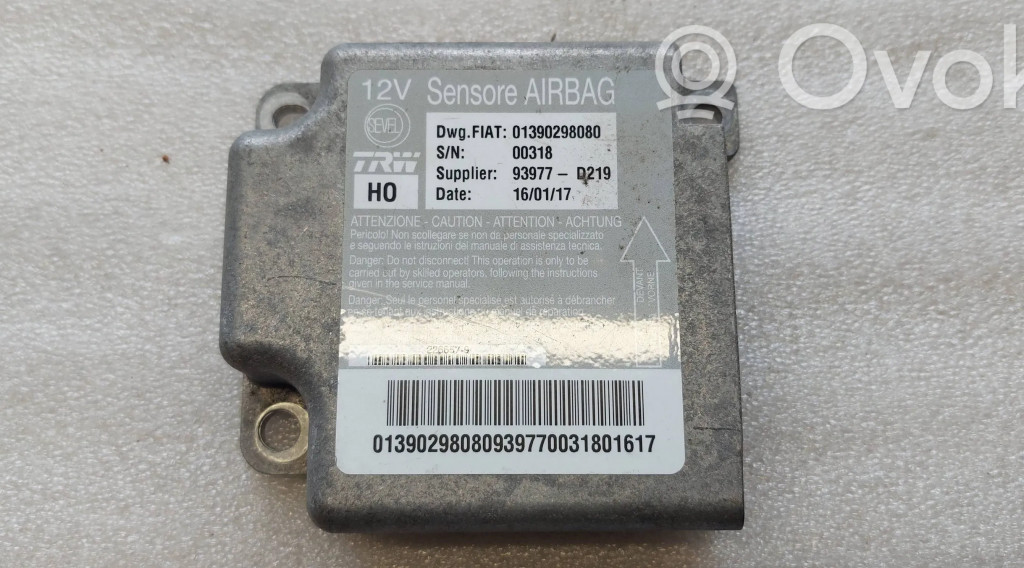 12V Sensore AIRBAG
Ovok
SEVEL
TRW
HO
Dwg.FIAT: 01390298080
S/N: 00318
Supplier: 93977 - D219
Date: 16/01/17
ATTENZIONE - CAUTION - ATTENTION - ACHTUNG
Pericolo! Non scollegare se non da personale specializzato
e seguendo le istruzioni del manuale di assistenza tecnica.
Danger: Do not disconnect! This operation is only to be
carried out by skilled operators, following the instructions
given in the service manual.
Danger: Seul le personel specialisé est autorisé à débrancher
DEVANT
VORNE
01390298080939770031801617